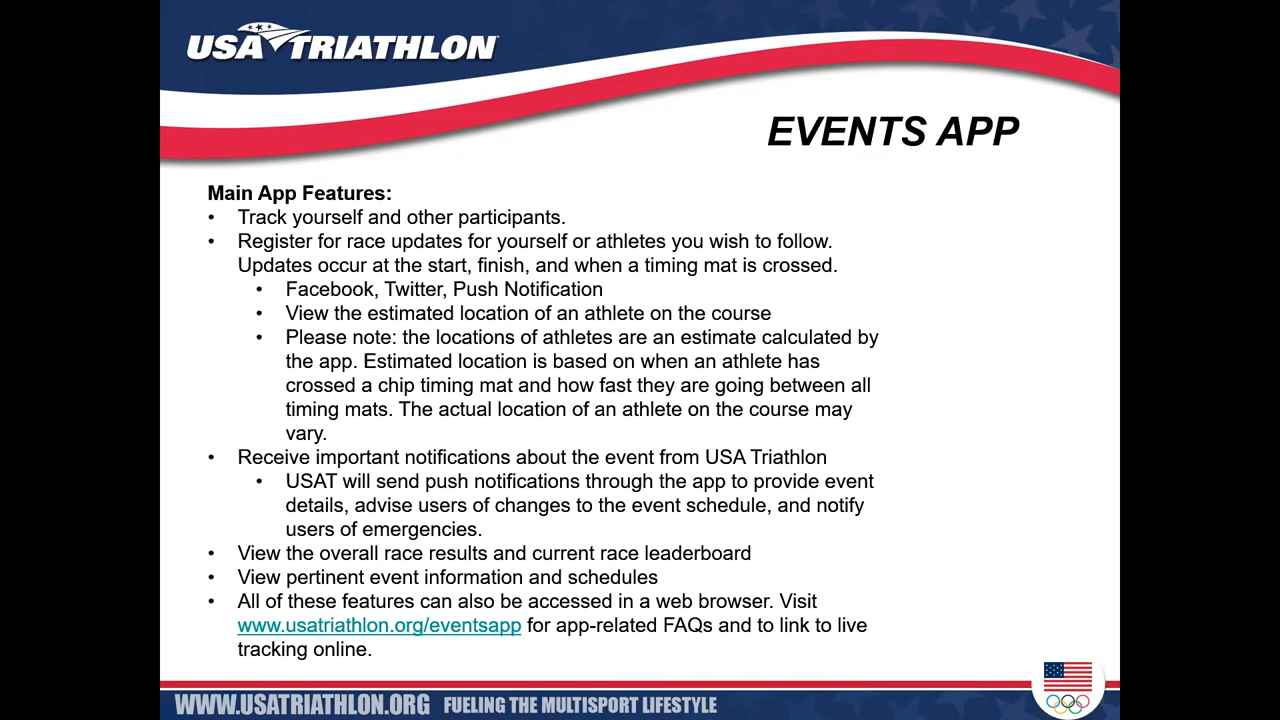 USA TRIATHLON
EVENTS APP
Main App Features:
• Track yourself and other participants.
• Register for race updates for yourself or athletes you wish to follow.
Updates occur at the start, finish, and when a timing mat is crossed.
• Facebook, Twitter, Push Notification
• View the estimated location of an athlete on the course
• Please note: the locations of athletes are an estimate calculated by
the app. Estimated location is based on when an athlete has
crossed a chip timing mat and how fast they are going between all
timing mats. The actual location of an athlete on the course may
vary.
• Receive important notifications about the event from USA Triathlon
• USAT will send push notifications through the app to provide event
details, advise users of changes to the event schedule, and notify
users of emergencies.
• View the overall race results and current race leaderboard
• View pertinent event information and schedules
• All of these features can also be accessed in a web browser. Visit
www.usatriathlon.org/eventsapp for app-related FAQs and to link to live
tracking online.
WWW.USATRIATHLON.ORG FUELING THE MULTISPORT LIFESTYLE